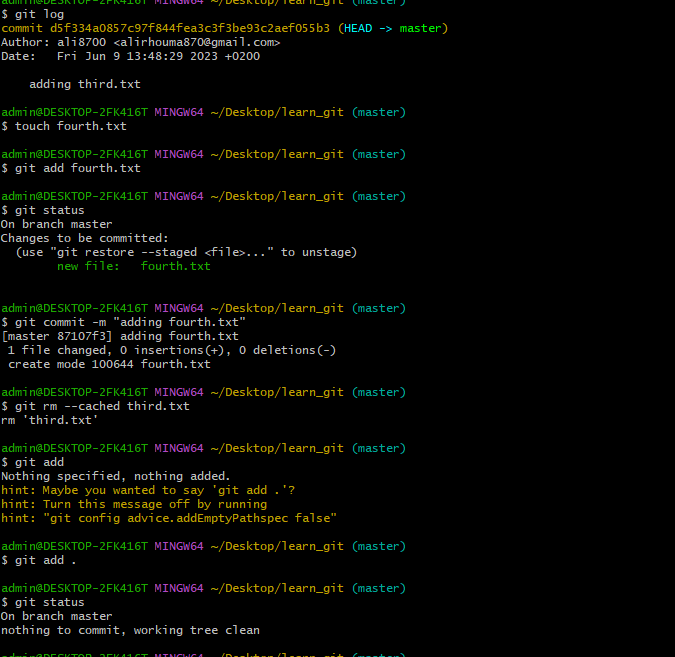 $ git log
commit d5f334a0857c97f844fea3c3f3be93c2aef055b3 (HEAD -> master)
Author: ali8700 <alirhouma870@gmail.com>
Date:   Fri Jun 9 13:48:29 2023 +0200
    adding third.txt
admin@DESKTOP-2FK416T MINGW64 ~/Desktop/learn_git (master)
$ touch fourth.txt
admin@DESKTOP-2FK416T MINGW64 ~/Desktop/learn_git (master)
$ git add fourth.txt
admin@DESKTOP-2FK416T MINGW64 ~/Desktop/learn_git (master)
$ git status
On branch master
Changes to be committed:
  (use "git restore --staged <file>..." to unstage)
        new file:   fourth.txt
admin@DESKTOP-2FK416T MINGW64 ~/Desktop/learn_git (master)
$ git commit -m "adding fourth.txt"
[master 87107f3] adding fourth.txt
 1 file changed, 0 insertions(+), 0 deletions(-)
 create mode 100644 fourth.txt
admin@DESKTOP-2FK416T MINGW64 ~/Desktop/learn_git (master)
$ git rm --cached third.txt
rm 'third.txt'
admin@DESKTOP-2FK416T MINGW64 ~/Desktop/learn_git (master)
$ git add
Nothing specified, nothing added.
hint: Maybe you wanted to say 'git add .'?
hint: Turn this message off by running
hint: "git config advice.addEmptyPathspec false"
admin@DESKTOP-2FK416T MINGW64 ~/Desktop/learn_git (master)
$ git add .
admin@DESKTOP-2FK416T MINGW64 ~/Desktop/learn_git (master)
$ git status
On branch master
nothing to commit, working tree clean
admin@DESKTOP-2FK416T MINGW64 ~/Desktop/learn_git (master)